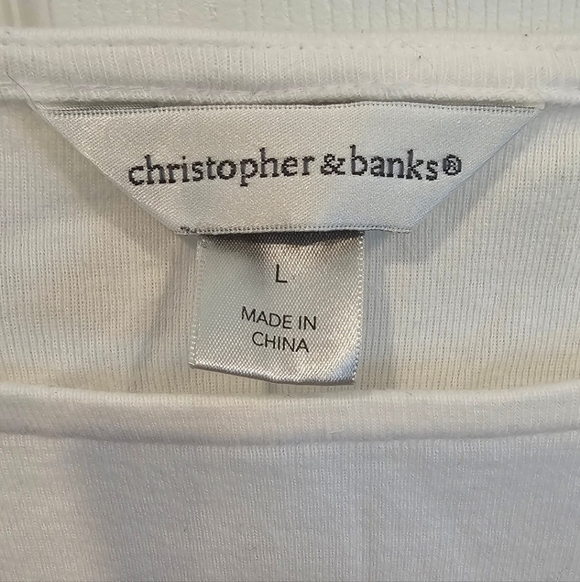 christopher & banks®
L
MADE IN
CHINA